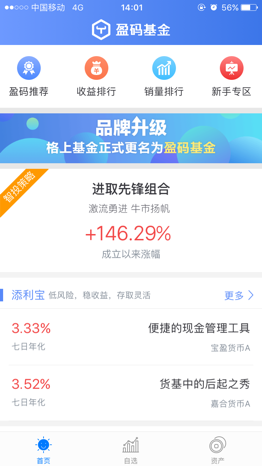 中国移动 4G 14:01 56%
盈码基金
盈码推荐 收益排行 销量排行 新手专区
品牌升级
格上基金正式更名为盈码基金
智投策略
进取先锋组合
激流勇进 牛市扬帆
+146.29%
成立以来涨幅
添利宝 低风险，稳收益，存取灵活 更多
3.33% 便捷的现金管理工具
七日年化 宝盈货币A
3.52% 货基中的后起之秀
七日年化 嘉合货币A
首页 自选 资产